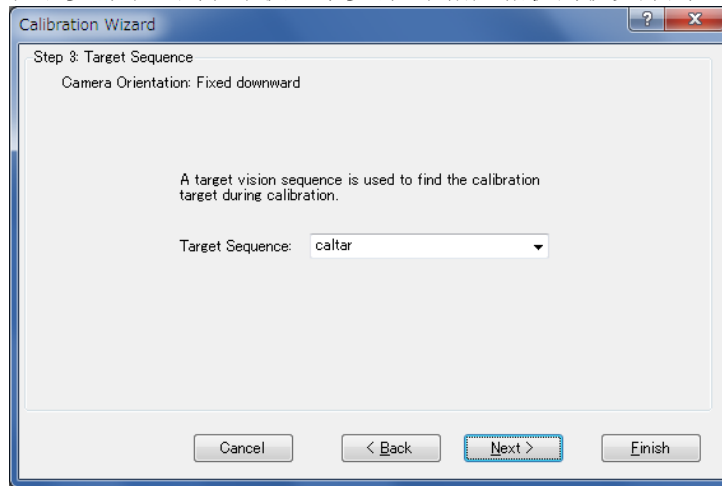 Calibration Wizard
Step 3: Target Sequence
Camera Orientation: Fixed downward
A target vision sequence is used to find the calibration
target during calibration.
Target Sequence: caltar
Cancel < Back Next > Finish